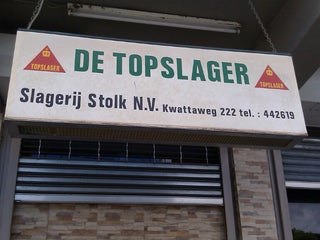 DE TOPSLAGER
TOPSLAGER
TOPSLAGER
Slagerij Stolk N.V. Kwattaweg 222 tel. : 442619